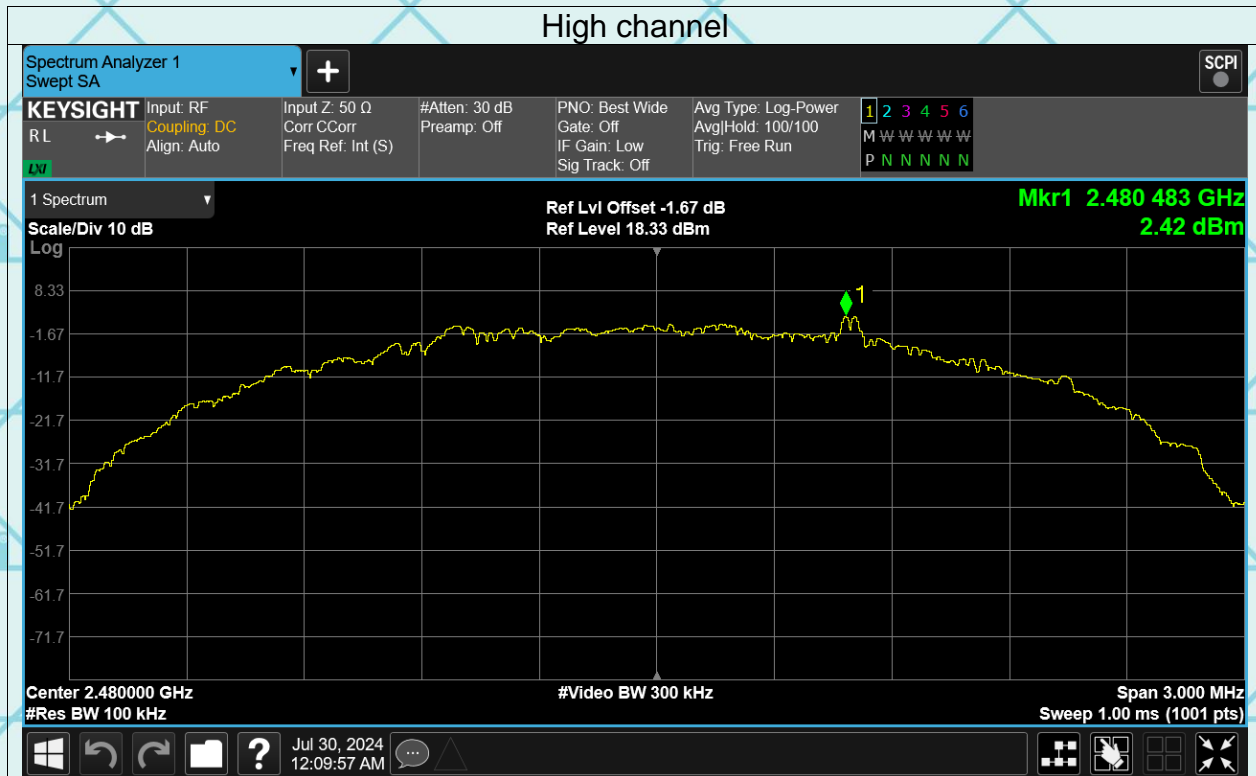 High channel
Spectrum Analyzer 1
Swept SA
SCPI
KEYSIGHT
RL
LXI
Input: RF
Coupling: DC
Align: Auto
Input Z: 50 Ω
Corr CCorr
Freq Ref: Int (S)
#Atten: 30 dB
Preamp: Off
PNO: Best Wide
Gate: Off
IF Gain: Low
Sig Track: Off
Avg Type: Log-Power
Avg|Hold: 100/100
Trig: Free Run
1 2 3 4 5 6
M W W W W W
P N N N N N
1 Spectrum
Scale/Div 10 dB
Log
Ref Lvl Offset -1.67 dB
Ref Level 18.33 dBm
Mkr1 2.480 483 GHz
2.42 dBm
1
8.33
-1.67
-11.7
-21.7
-31.7
-41.7
-51.7
-61.7
-71.7
Center 2.480000 GHz
#Res BW 100 kHz
#Video BW 300 kHz
Span 3.000 MHz
Sweep 1.00 ms (1001 pts)
?
Jul 30, 2024
12:09:57 AM